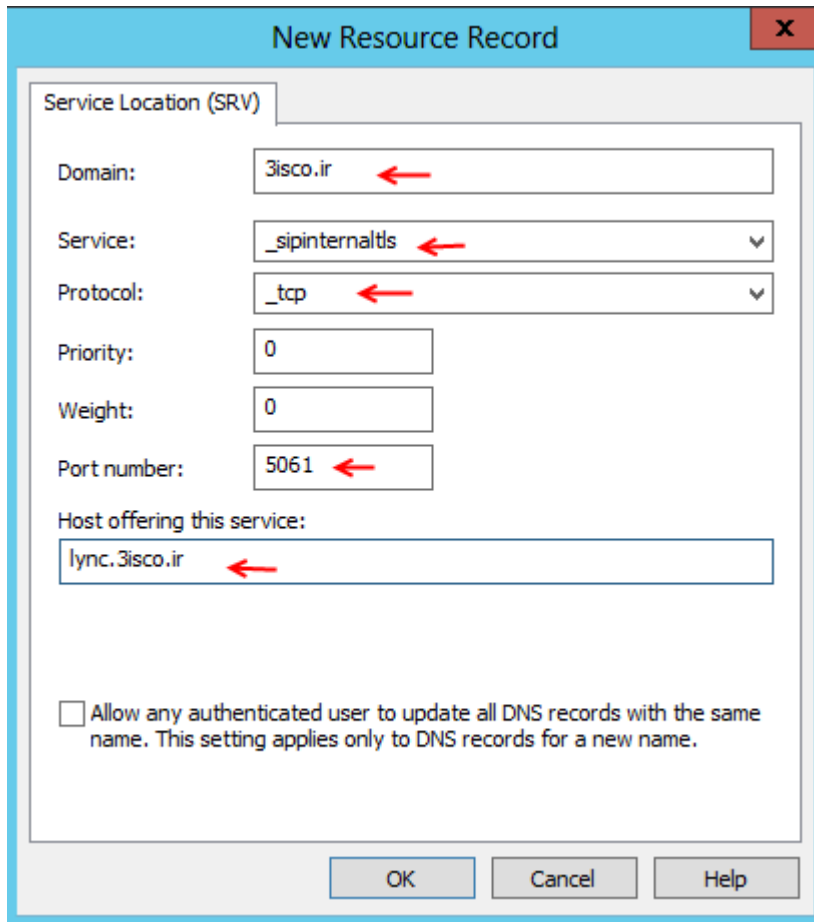 New Resource Record
x
Service Location (SRV)
Domain: 3isco.ir
Service: _sipinternaltls
Protocol: _tcp
Priority: 0
Weight: 0
Port number: 5061
Host offering this service:
lync.3isco.ir
Allow any authenticated user to update all DNS records with the same
name. This setting applies only to DNS records for a new name.
OK Cancel Help